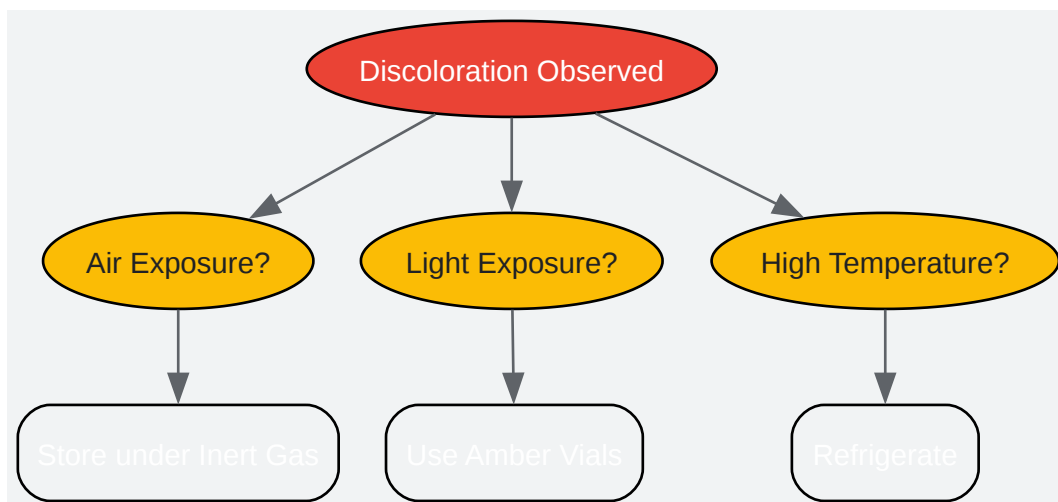 Discoloration Observed
Air Exposure?
Light Exposure?
High Temperature?
Store under Inert Gas
Use Amber Vials
Refrigerate